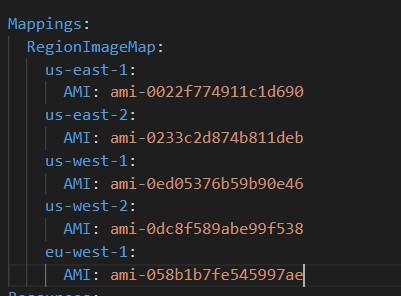 Mappings:
RegionImageMap:
us-east-1:
AMI: ami-0022f774911c1d690
us-east-2:
AMI: ami-0233c2d874b811deb
us-west-1:
AMI: ami-0ed05376b59b90e46
us-west-2:
AMI: ami-0dc8f589abe99f538
eu-west-1:
AMI: ami-058b1b7fe545997ae
Resources: